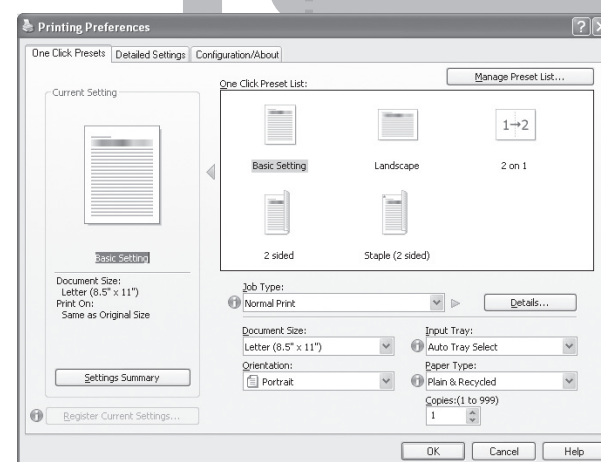 Printing Preferences
One Click Presets Detailed Settings Configuration/About
Current Setting
Basic Setting
Document Size:
Letter (8.5" x 11")
Print On:
Same as Original Size
Settings Summary
Register Current Settings...
One Click Preset List:
Manage Preset List...
1→2
Basic Setting Landscape 2 on 1
2 sided Staple (2 sided)
Job Type:
Normal Print Details...
Document Size: Input Tray:
Letter (8.5" x 11") Auto Tray Select
Orientation: Paper Type:
Portrait Plain & Recycled
Copies:(1 to 999)
1
OK Cancel Help